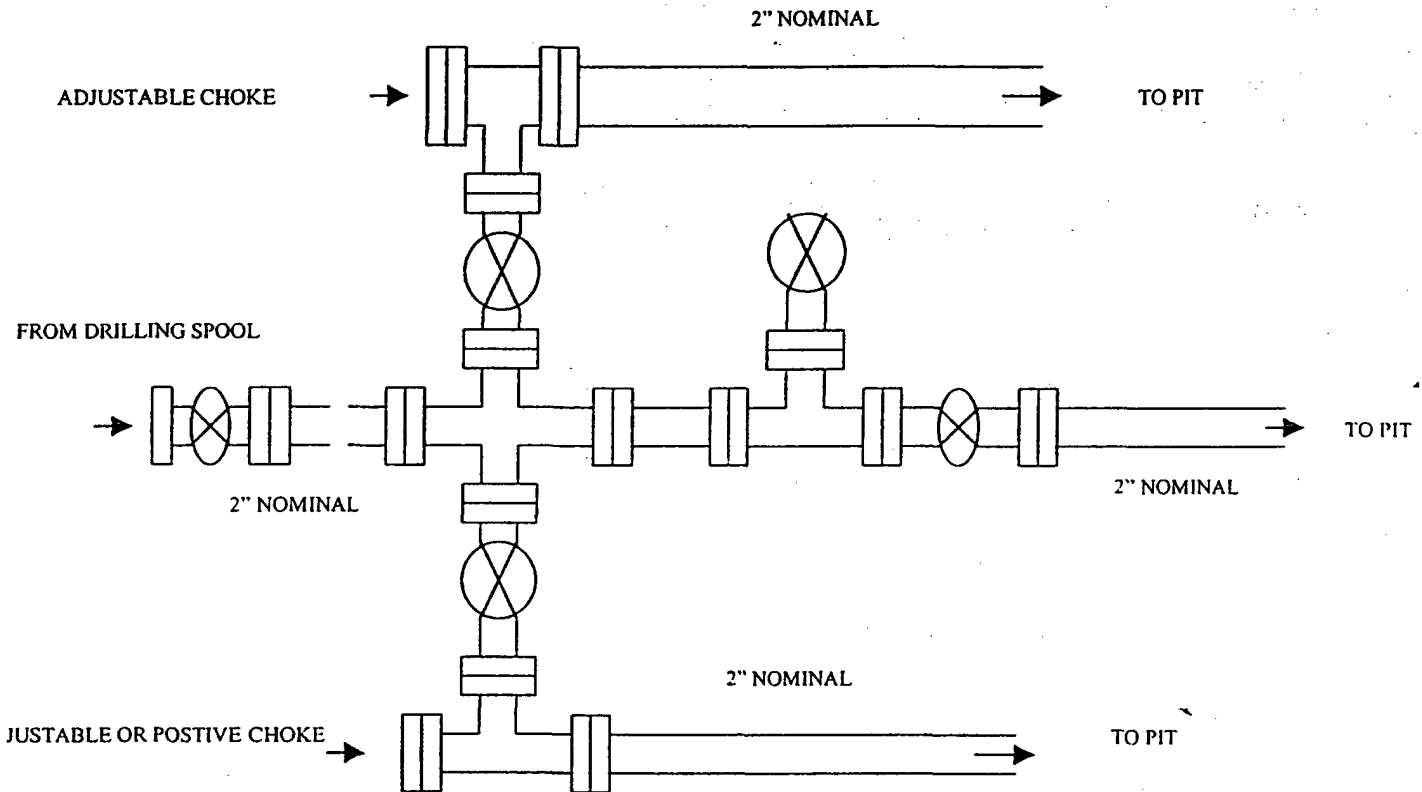 2” NOMINAL
ADJUSTABLE CHOKE
TO PIT
FROM DRILLING SPOOL
TO PIT
2” NOMINAL
2” NOMINAL
2” NOMINAL
JUSTABLE OR POSTIVE CHOKE
TO PIT